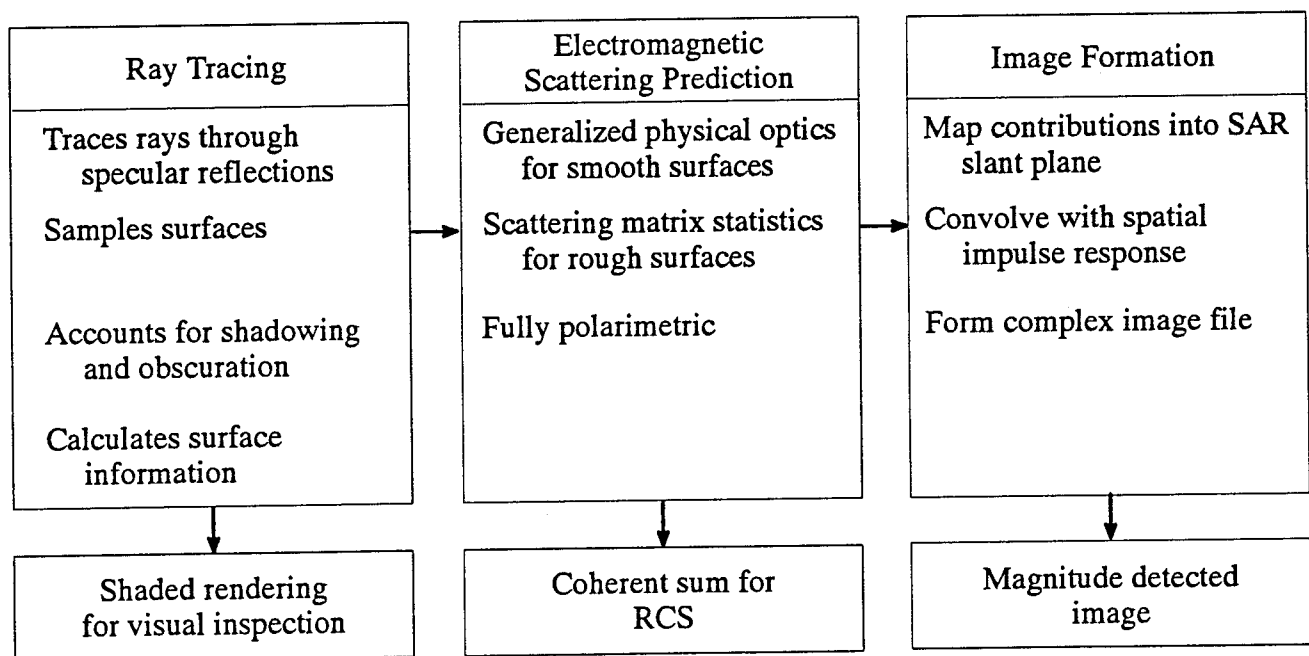 Ray Tracing
Traces rays through
specular reflections
Samples surfaces
Accounts for shadowing
and obscuration
Calculates surface
information
Shaded rendering
for visual inspection
Electromagnetic
Scattering Prediction
Generalized physical optics
for smooth surfaces
Scattering matrix statistics
for rough surfaces
Fully polarimetric
Coherent sum for
RCS
Image Formation
Map contributions into SAR
slant plane
Convolve with spatial
impulse response
Form complex image file
Magnitude detected
image